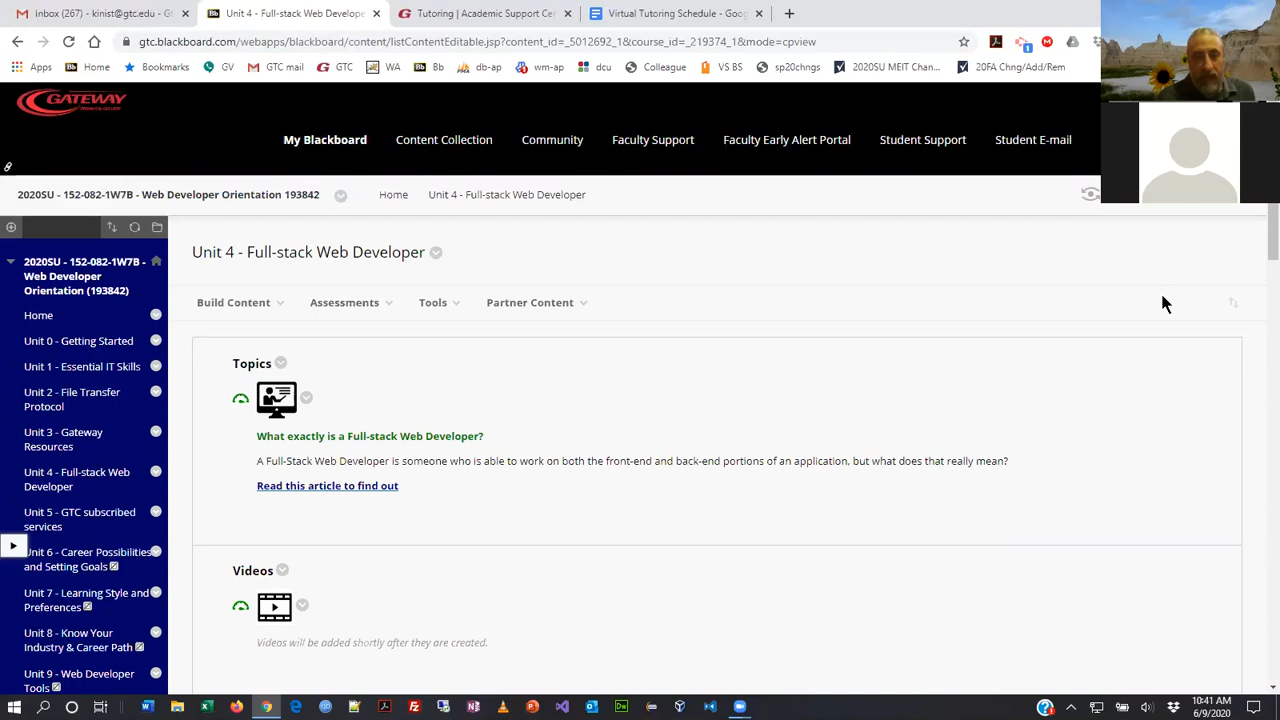 Inbox (354) - kinist@gtc.edu - G
Unit 4 - Full-stack Web Develope
Tutoring | Academic Support Cen
Virtual Tutoring Schedule - Goog
gtc.blackboard.com/webapps/blackboard/content/listContentEditable.jsp?content_id=_5012692_1&course_id=_219374_1&mode=cpview
Apps
Home
Bookmarks
GV
GTC mail
GTC
WA
Bb
db-ap
wm-ap
dcu
Colleague
VS BS
sp20chngs
2020SU MEIT Chan...
20FA Chng/Add/Rem
GATEWAY
My Blackboard
Content Collection
Community
Faculty Support
Faculty Early Alert Portal
Student Support
Student E-mail
2020SU - 152-082-1W7B - Web Developer Orientation 193842
Home
Unit 4 - Full-stack Web Developer
2020SU - 152-082-1W7B -
Web Developer
Orientation (193842)
Home
Unit 0 - Getting Started
Unit 1 - Essential IT Skills
Unit 2 - File Transfer
Protocol
Unit 3 - Gateway
Resources
Unit 4 - Full-stack Web
Developer
Unit 5 - GTC subscribed
services
Unit 6 - Career Possibilities
and Setting Goals
Unit 7 - Learning Style and
Preferences
Unit 8 - Know Your
Industry & Career Path
Unit 9 - Web Developer
Tools
Unit 4 - Full-stack Web Developer
Build Content
Assessments
Tools
Partner Content
Topics
What exactly is a Full-stack Web Developer?
A Full-Stack Web Developer is someone who is able to work on both the front-end and back-end portions of an application, but what does that really mean?
Read this article to find out
Videos
Videos will be added shortly after they are created.
10:41 AM
6/9/2020